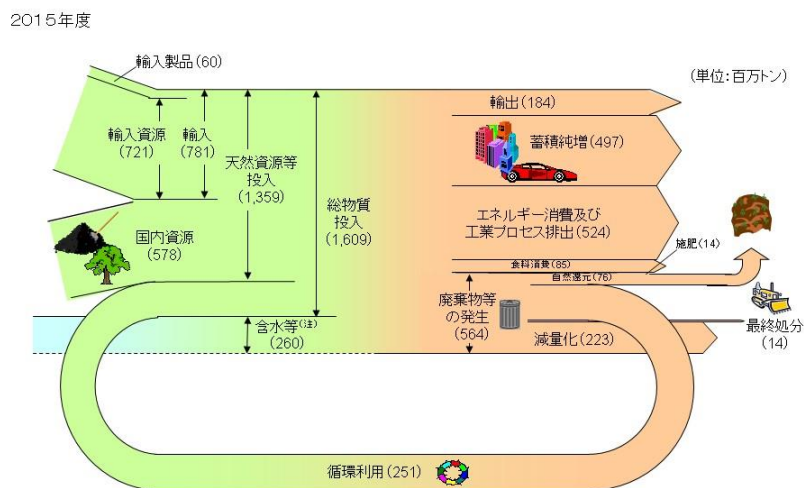 2015年度
輸入製品(60)
(単位:百万トン)
輸出(184)
輸入資源
(721)
輸入
(781)
天然資源等
投入
(1,359)
総物質
投入
(1,609)
蓄積純増(497)
国内資源
(578)
エネルギー消費及び
工業プロセス排出(524)
施肥(14)
食料消費(85)
自然還元(76)
廃棄物等
の発生
(564)
含水等(注)
(260)
減量化(223)
最終処分
(14)
循環利用(251)